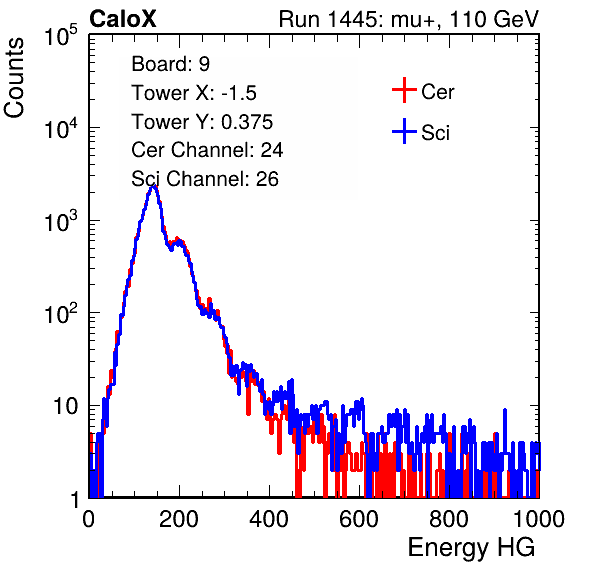 CaloX Run 1445: mu+, 110 GeV
Counts
Board: 9
Tower X: -1.5
Tower Y: 0.375
Cer Channel: 24
Sci Channel: 26
Cer
Sci
10^5
10^4
10^3
10^2
10
1
0 200 400 600 800 1000
Energy HG